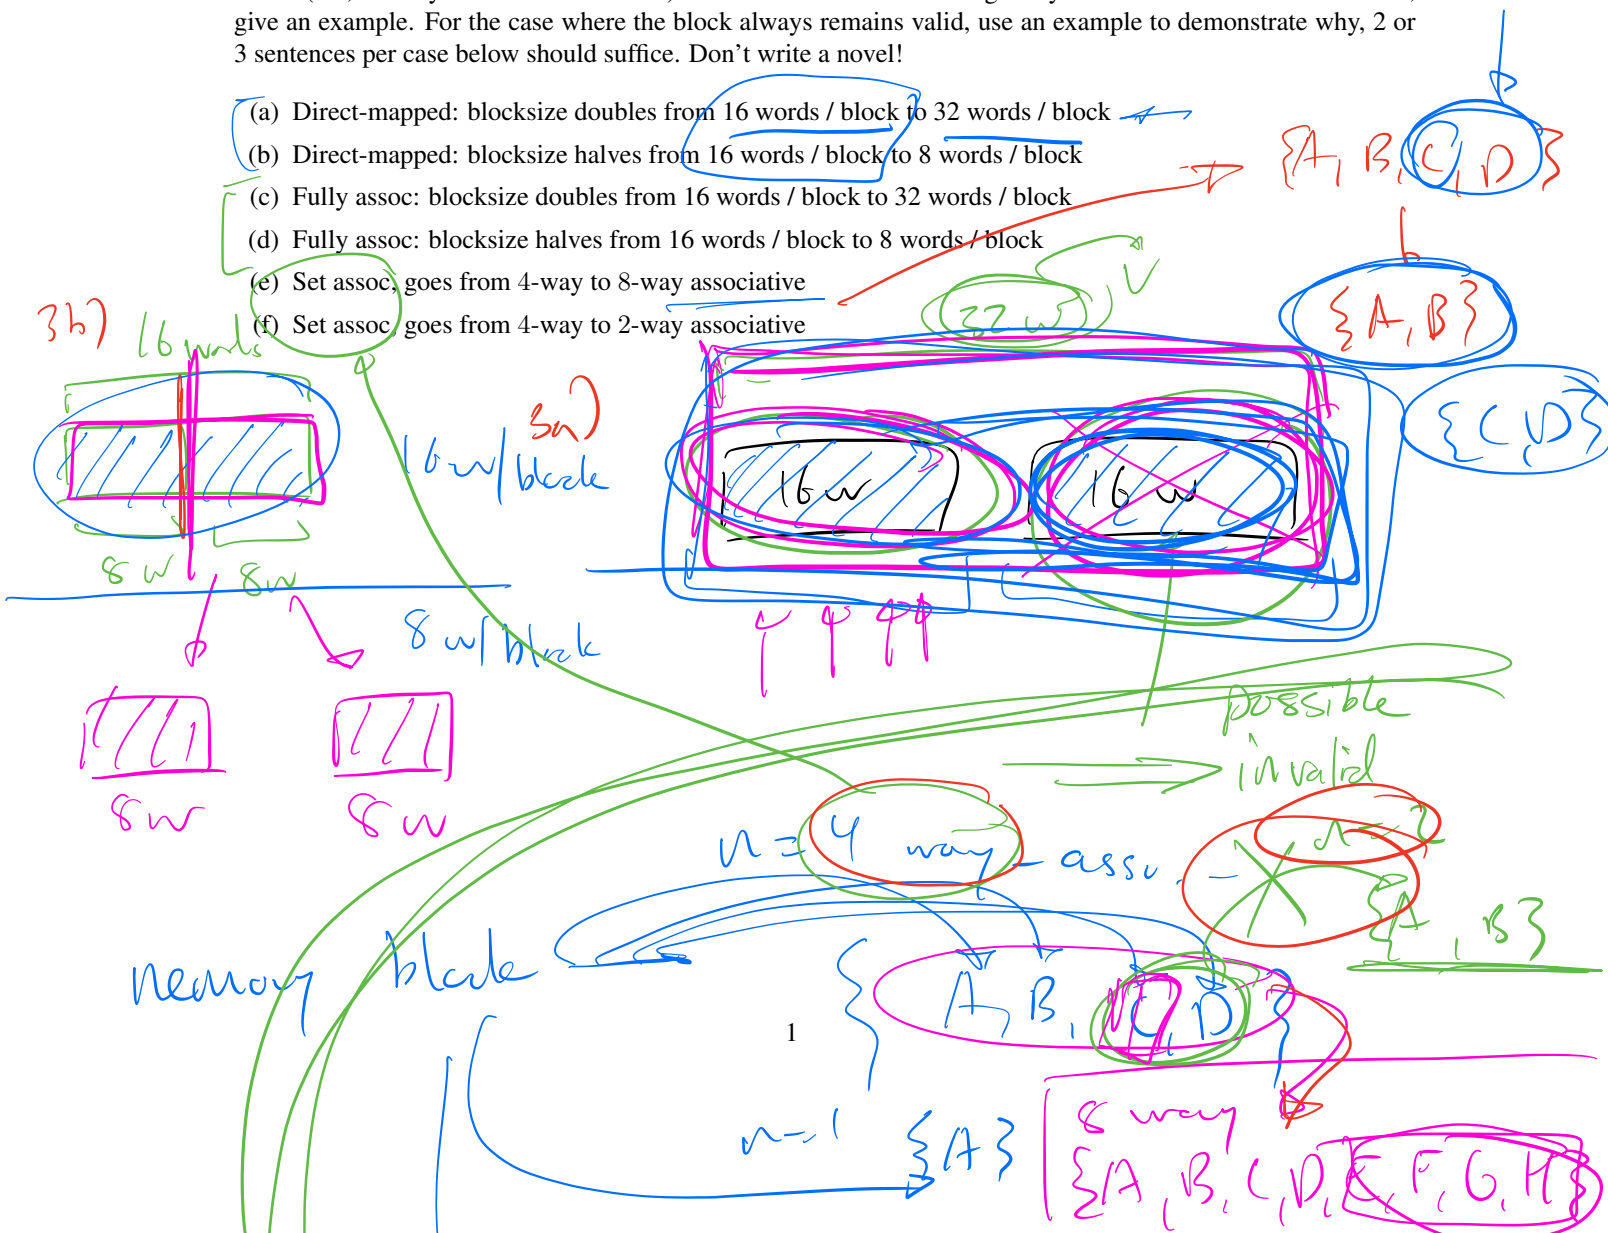 give an example. For the case where the block always remains valid, use an example to demonstrate why, 2 or
3 sentences per case below should suffice. Don't write a novel!
(a) Direct-mapped: blocksize doubles from 16 words / block to 32 words / block
(b) Direct-mapped: blocksize halves from 16 words / block to 8 words / block
{A, B, C, D}
(c) Fully assoc: blocksize doubles from 16 words / block to 32 words / block
(d) Fully assoc: blocksize halves from 16 words / block to 8 words / block
(e) Set assoc, goes from 4-way to 8-way associative
(f) Set assoc, goes from 4-way to 2-way associative
32 w
{A, B}
3b)
16 words
3a)
{C, D}
16 w/block
16 w
16 w
8 w
8w
8 w/block
possible
invalid
8w
8w
n = 4 way - assu.
n = 2
{A, B}
memory block
{A, B, C, D}
1
n=1 {A}
8 way
{A, B, C, D, E, F, G, H}